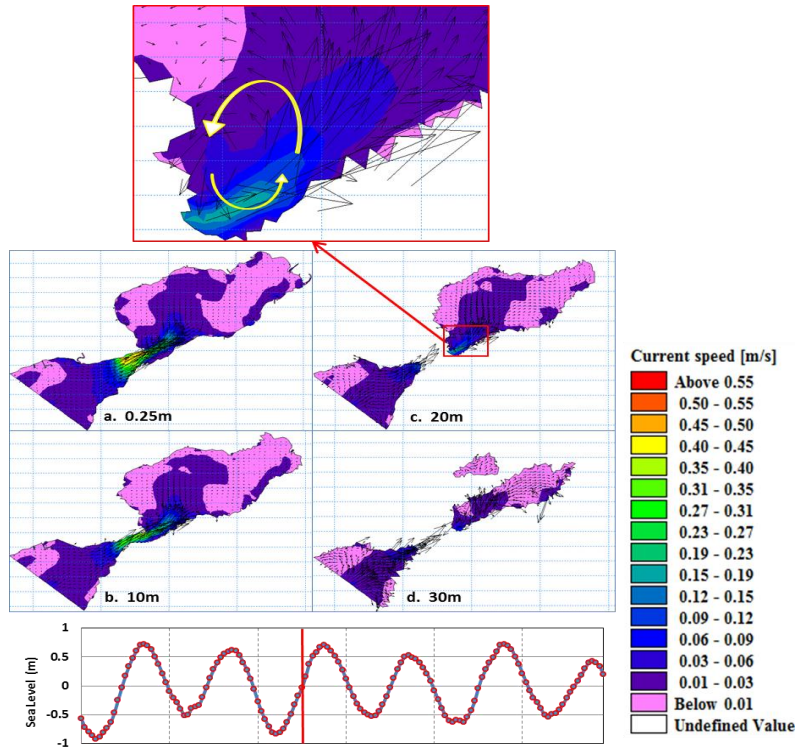 a. 0.25m
c. 20m
b. 10m
d. 30m
Current speed [m/s]
Above 0.55
0.50 - 0.55
0.45 - 0.50
0.40 - 0.45
0.35 - 0.40
0.31 - 0.35
0.27 - 0.31
0.23 - 0.27
0.19 - 0.23
0.15 - 0.19
0.12 - 0.15
0.09 - 0.12
0.06 - 0.09
0.03 - 0.06
0.01 - 0.03
Below 0.01
Undefined Value
SeaLevel (m)
1
0.5
0
-0.5
-1